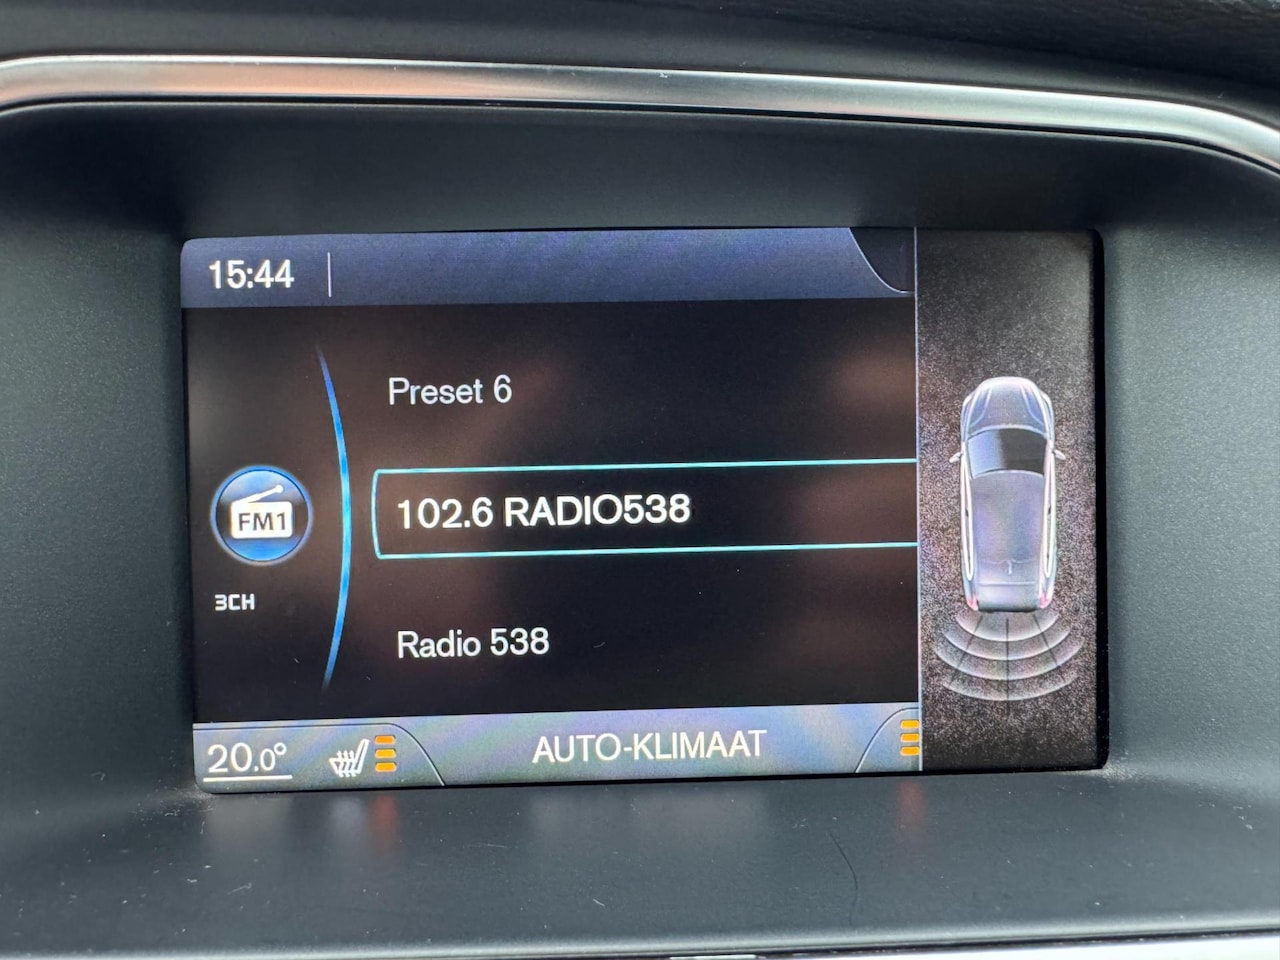 15:44
Preset 6
FM1
102.6 RADIO538
3CH
Radio 538
20.0°
AUTO-KLIMAAT